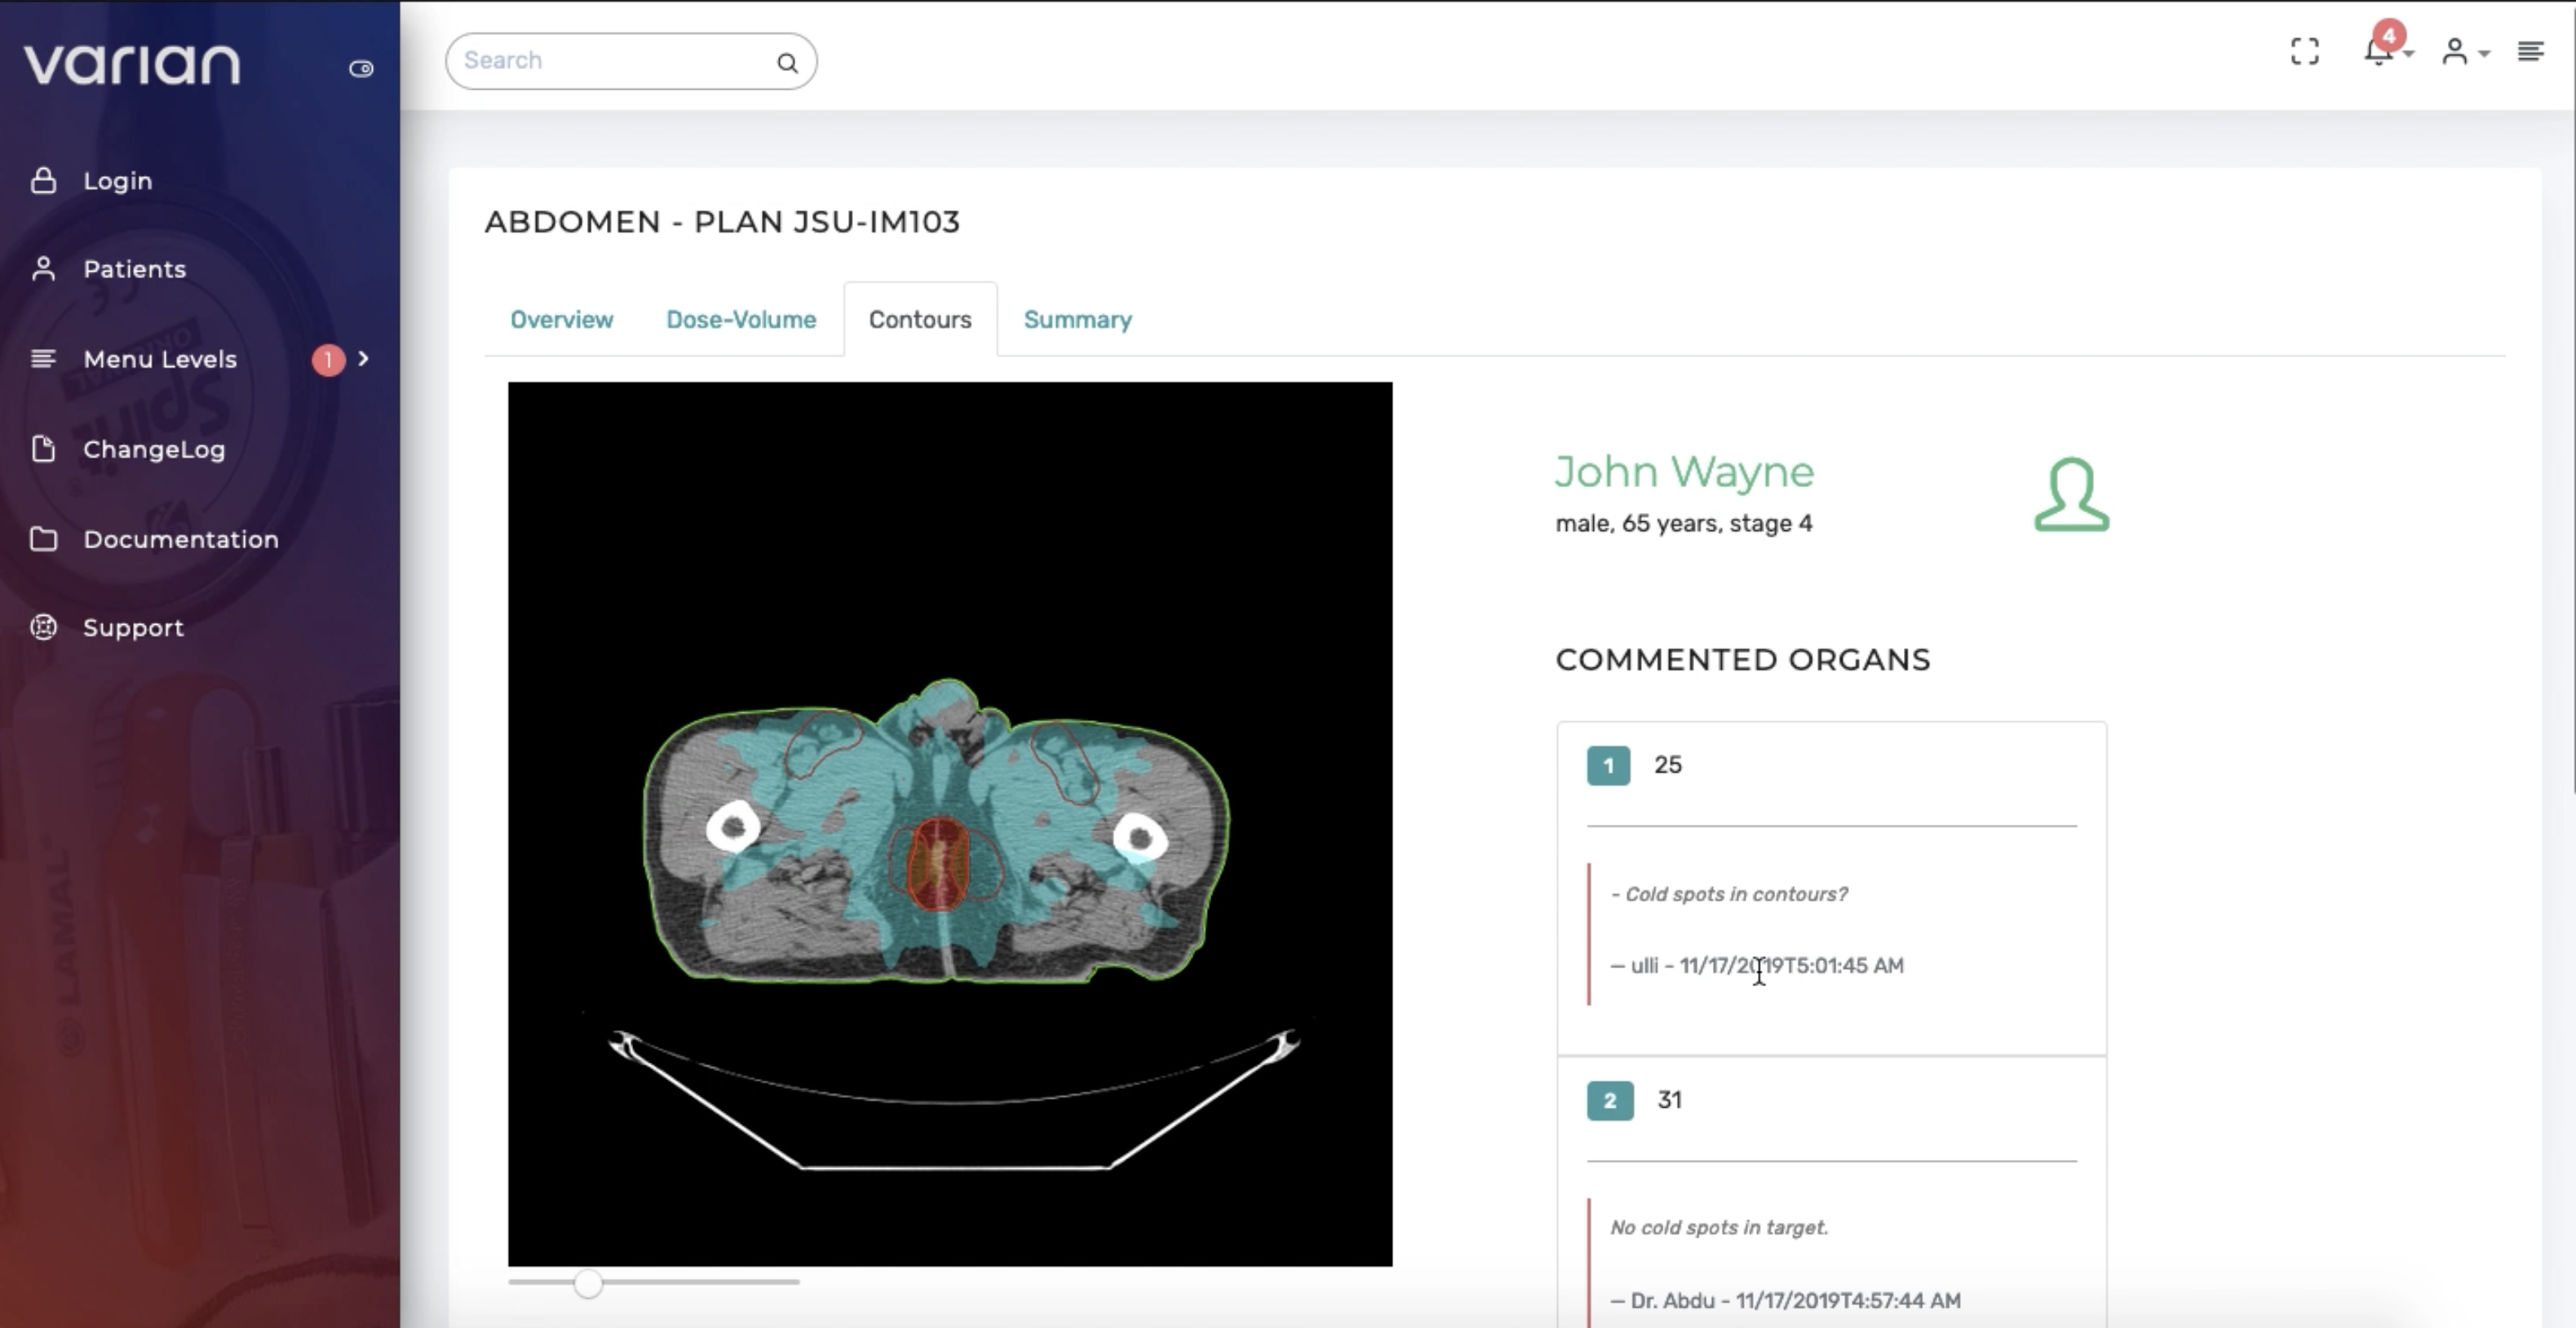 varian
Search
4
Login
Patients
Menu Levels
1
ChangeLog
Documentation
Support
ABDOMEN - PLAN JSU-IM103
Overview
Dose-Volume
Contours
Summary
John Wayne
male, 65 years, stage 4
COMMENTED ORGANS
1 25
- Cold spots in contours?
— ulli - 11/17/2019T5:01:45 AM
2 31
No cold spots in target.
— Dr. Abdu - 11/17/2019T4:57:44 AM
LAMAL